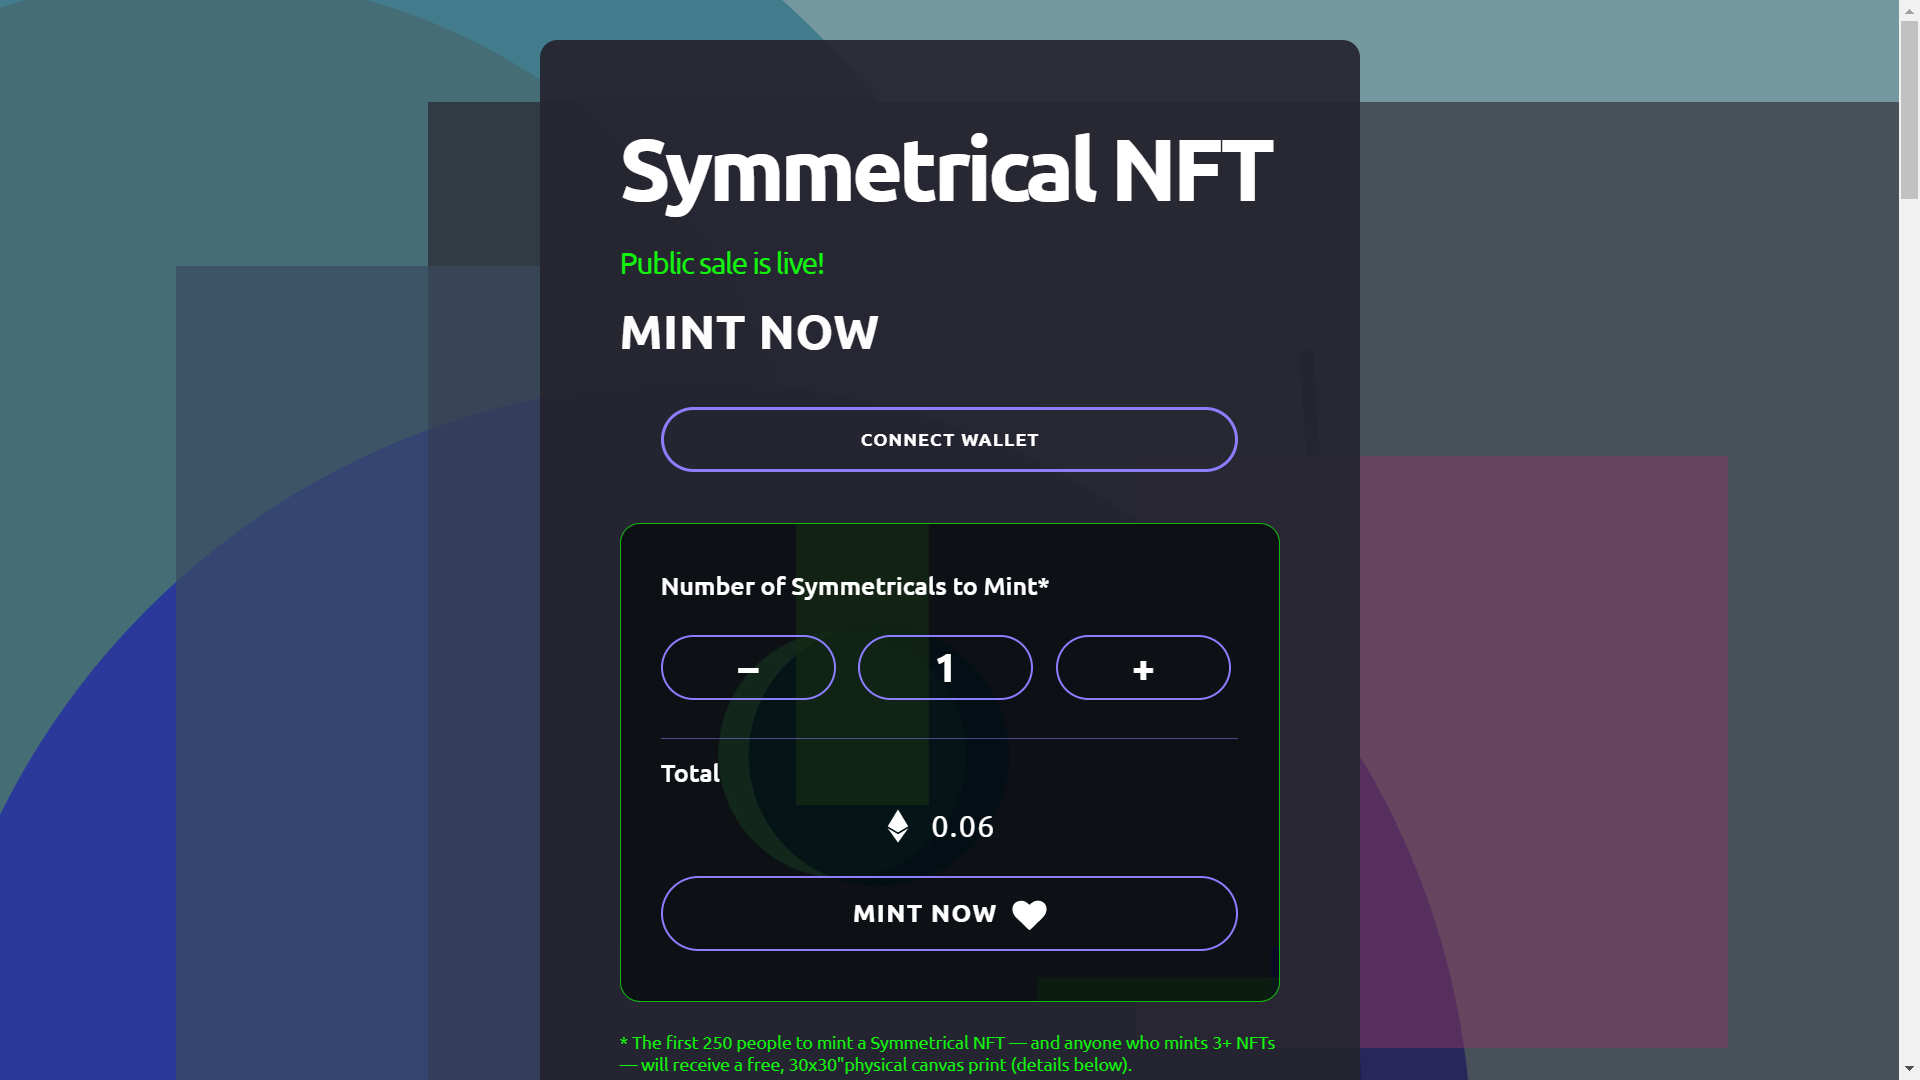 Symmetrical NFT
Public sale is live!
MINT NOW
CONNECT WALLET
Number of Symmetricals to Mint*
– 1 +
Total
0.06
MINT NOW
* The first 250 people to mint a Symmetrical NFT — and anyone who mints 3+ NFTs
— will receive a free, 30x30"physical canvas print (details below).